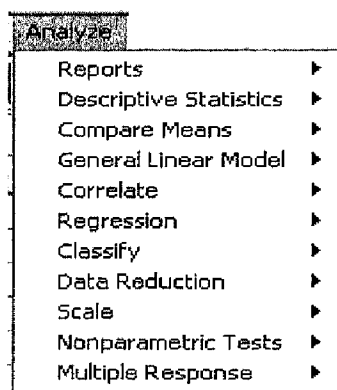 Analyze
Reports
Descriptive Statistics
Compare Means
General Linear Model
Correlate
Regression
Classify
Data Reduction
Scale
Nonparametric Tests
Multiple Response